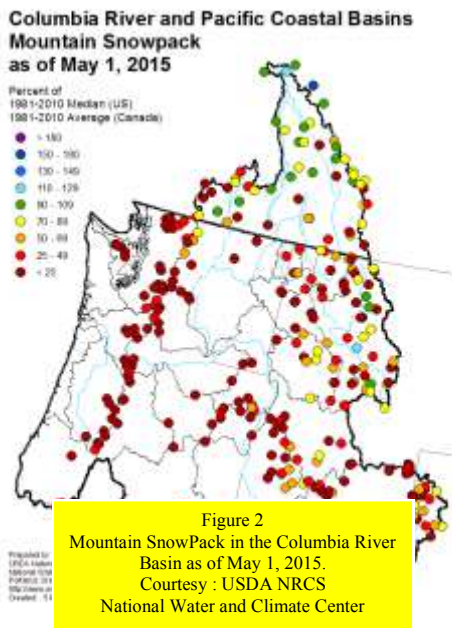 Columbia River and Pacific Coastal Basins
Mountain Snowpack
as of May 1, 2015
Percent of
1981-2010 Median (US)
1981-2010 Average (Canada)
> 180
150 - 180
130 - 149
110 - 129
90 - 109
70 - 89
50 - 69
25 - 49
< 25
Prepared by
Figure 2
Mountain SnowPack in the Columbia River
Basin as of May 1, 2015.
Courtesy : USDA NRCS
National Water and Climate Center